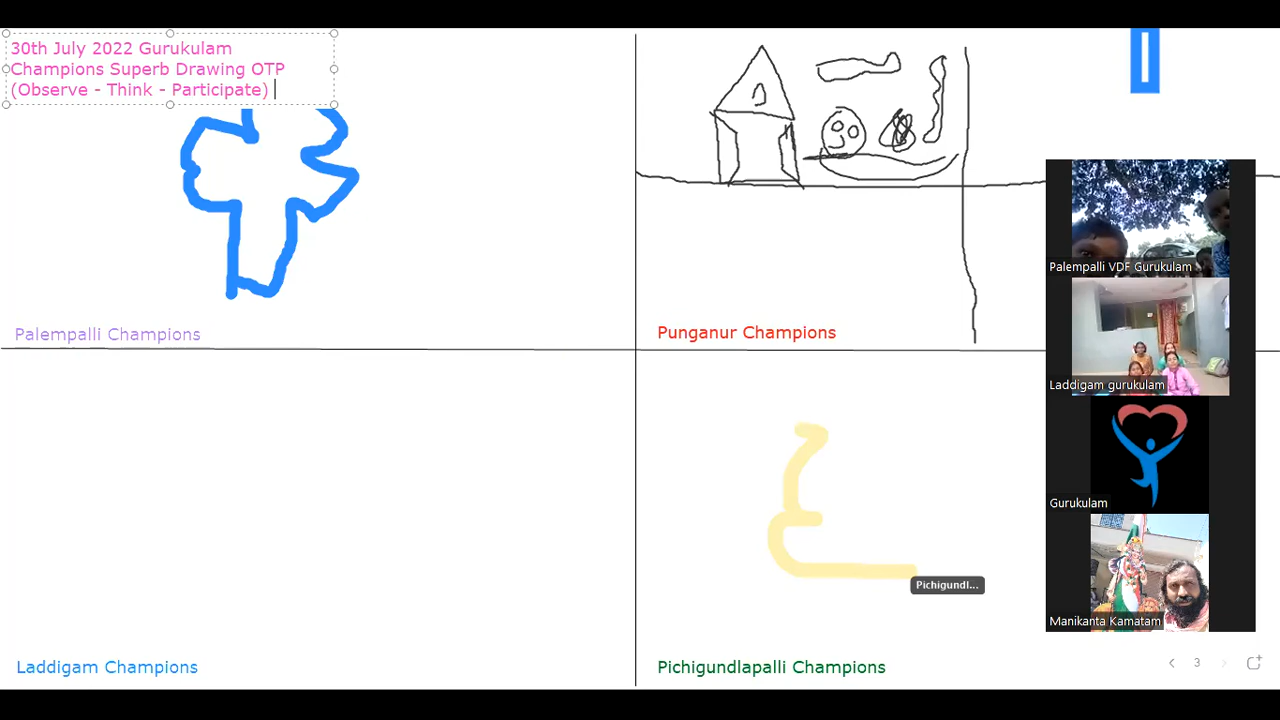 30th July 2022 Gurukulam
Champions Superb Drawing OTP
(Observe - Think - Participate)
Palempalli VDF Gurukulam
Palempalli Champions
Punganur Champions
Laddigam gurukulam
Gurukulam
Pichigundl...
Manikanta Kamatam
Laddigam Champions
Pichigundlapalli Champions
3